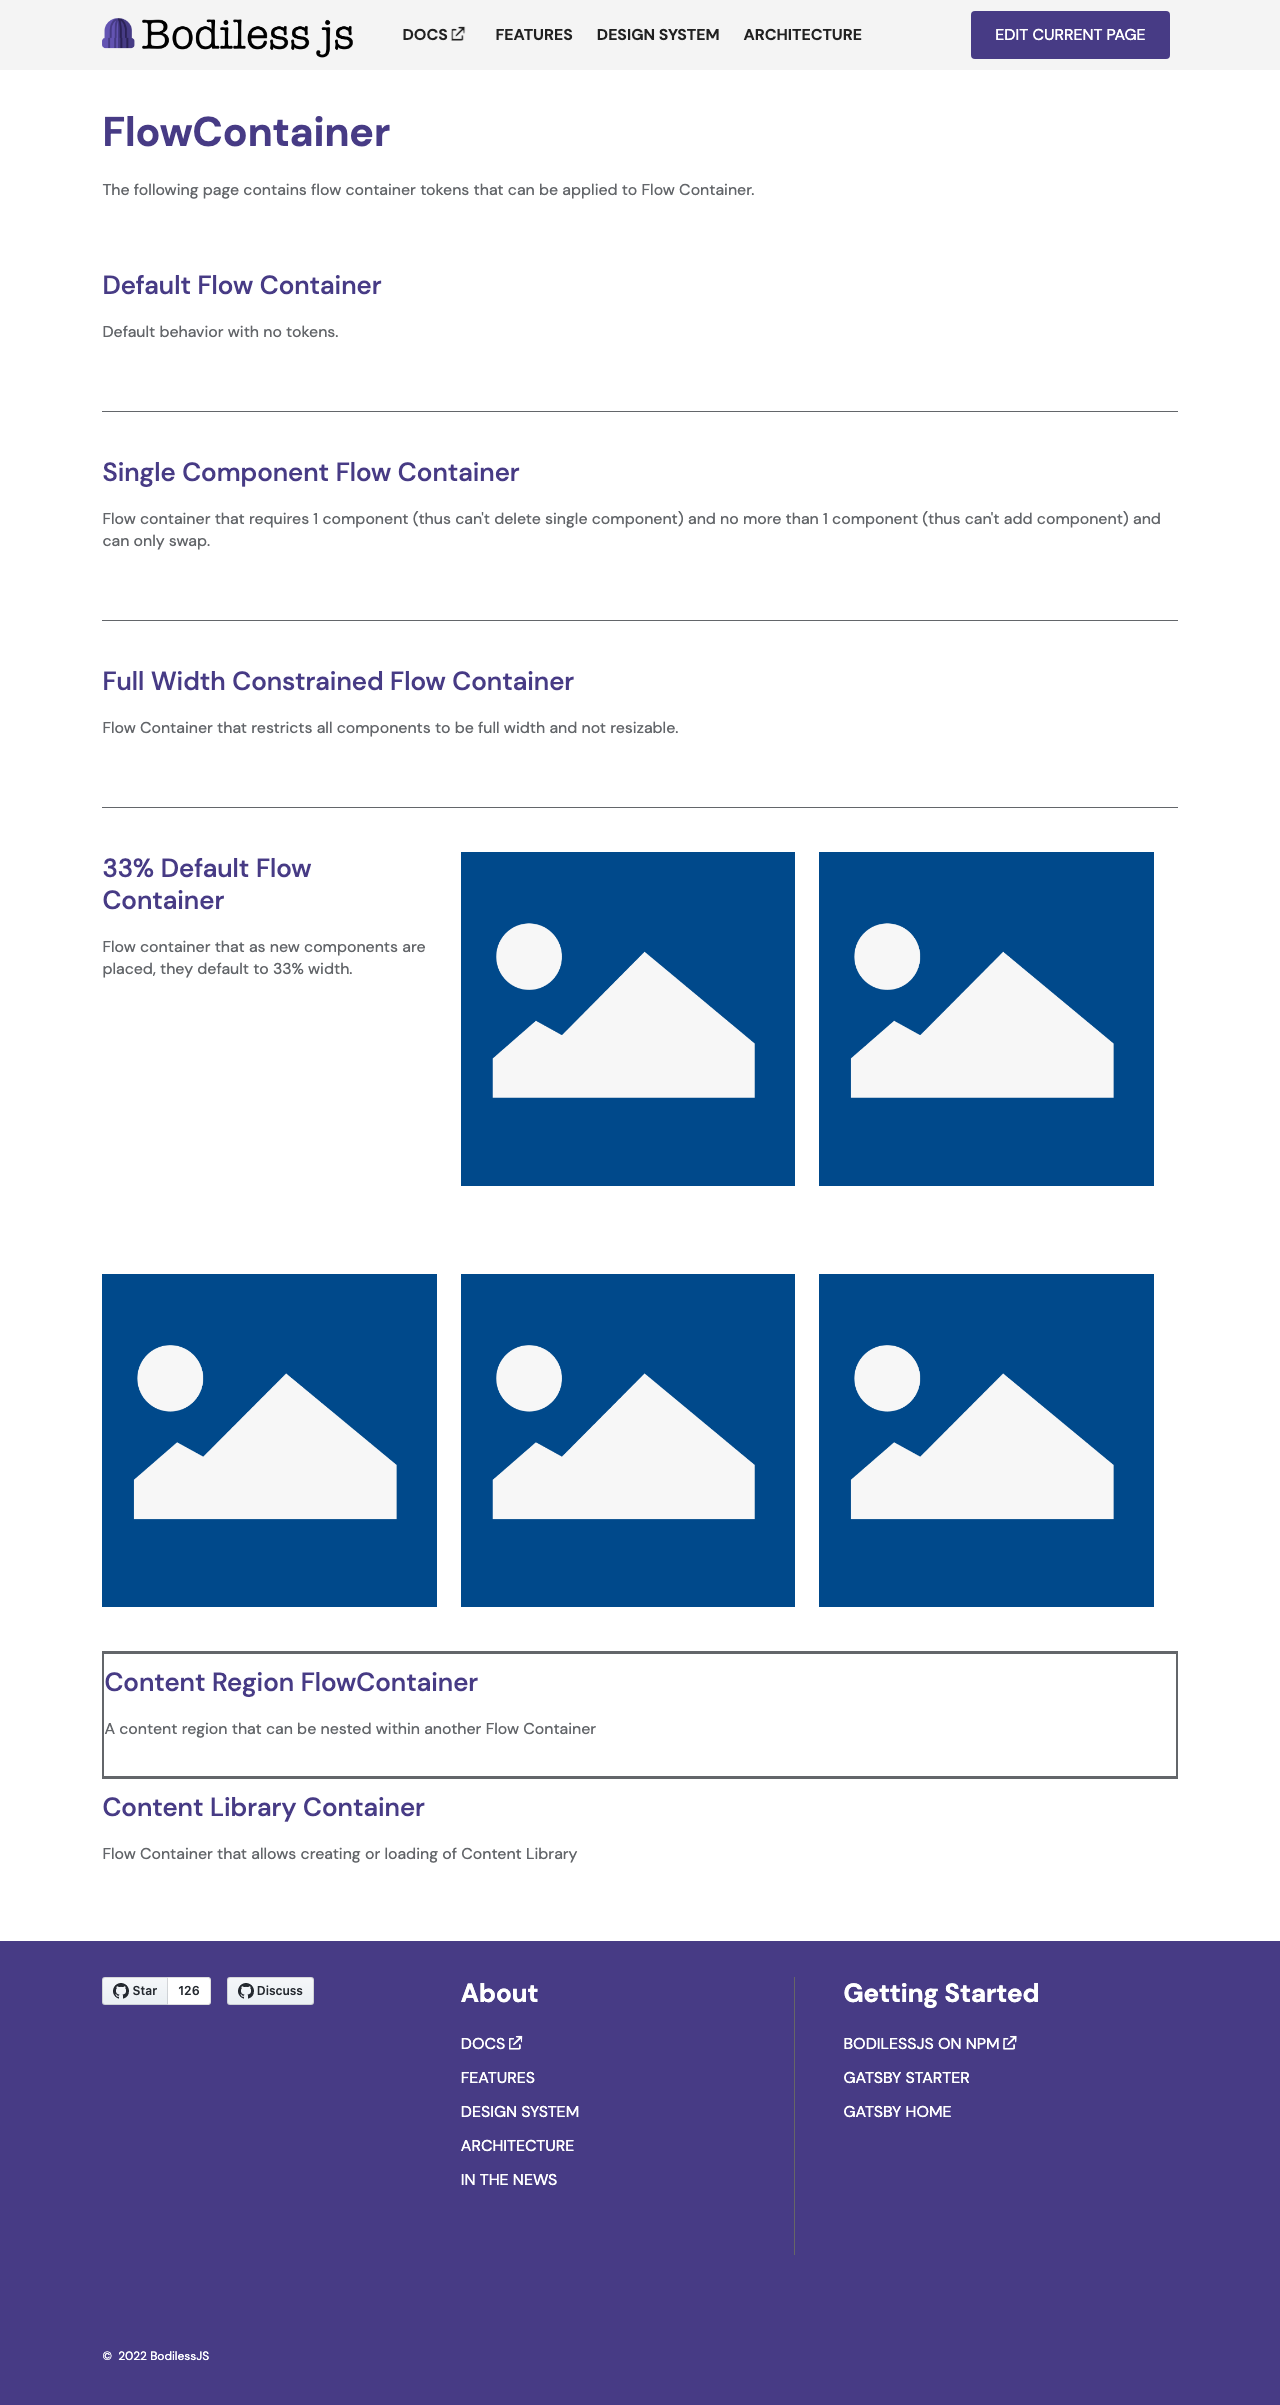 Bodiless js
DOCS
FEATURES
DESIGN SYSTEM
ARCHITECTURE
EDIT CURRENT PAGE
FlowContainer
The following page contains flow container tokens that can be applied to Flow Container.
Default Flow Container
Default behavior with no tokens.
Single Component Flow Container
Flow container that requires 1 component (thus can't delete single component) and no more than 1 component (thus can't add component) and
can only swap.
Full Width Constrained Flow Container
Flow Container that restricts all components to be full width and not resizable.
33% Default Flow
Container
Flow container that as new components are
placed, they default to 33% width.
Content Region FlowContainer
A content region that can be nested within another Flow Container
Content Library Container
Flow Container that allows creating or loading of Content Library
Star 126
Discuss
About
DOCS
FEATURES
DESIGN SYSTEM
ARCHITECTURE
IN THE NEWS
Getting Started
BODILESSJS ON NPM
GATSBY STARTER
GATSBY HOME
© 2022 BodilessJS